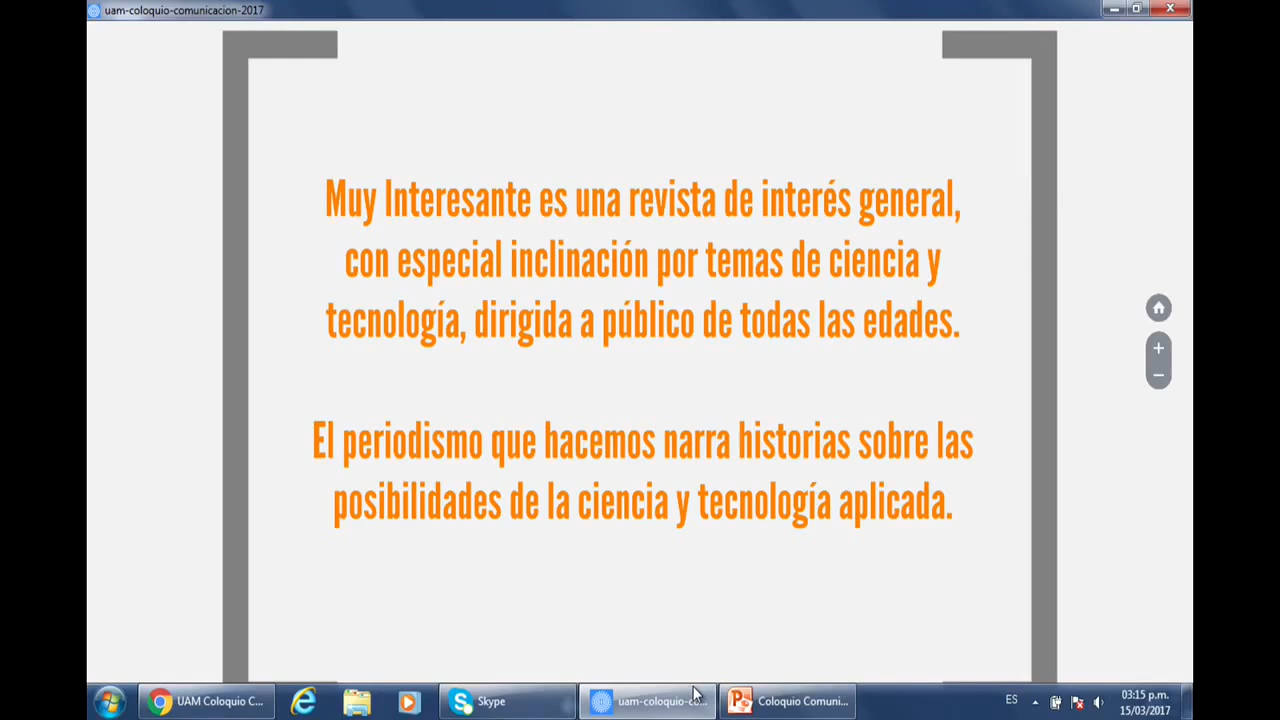 uam-coloquio-comunicacion-2017
Muy Interesante es una revista de interés general,
con especial inclinación por temas de ciencia y
tecnología, dirigida a público de todas las edades.
El periodismo que hacemos narra historias sobre las
posibilidades de la ciencia y tecnología aplicada.
UAM Coloquio C...
Skype
uam-coloquio-co...
Coloquio Comuni...
ES
03:15 p.m.
15/03/2017